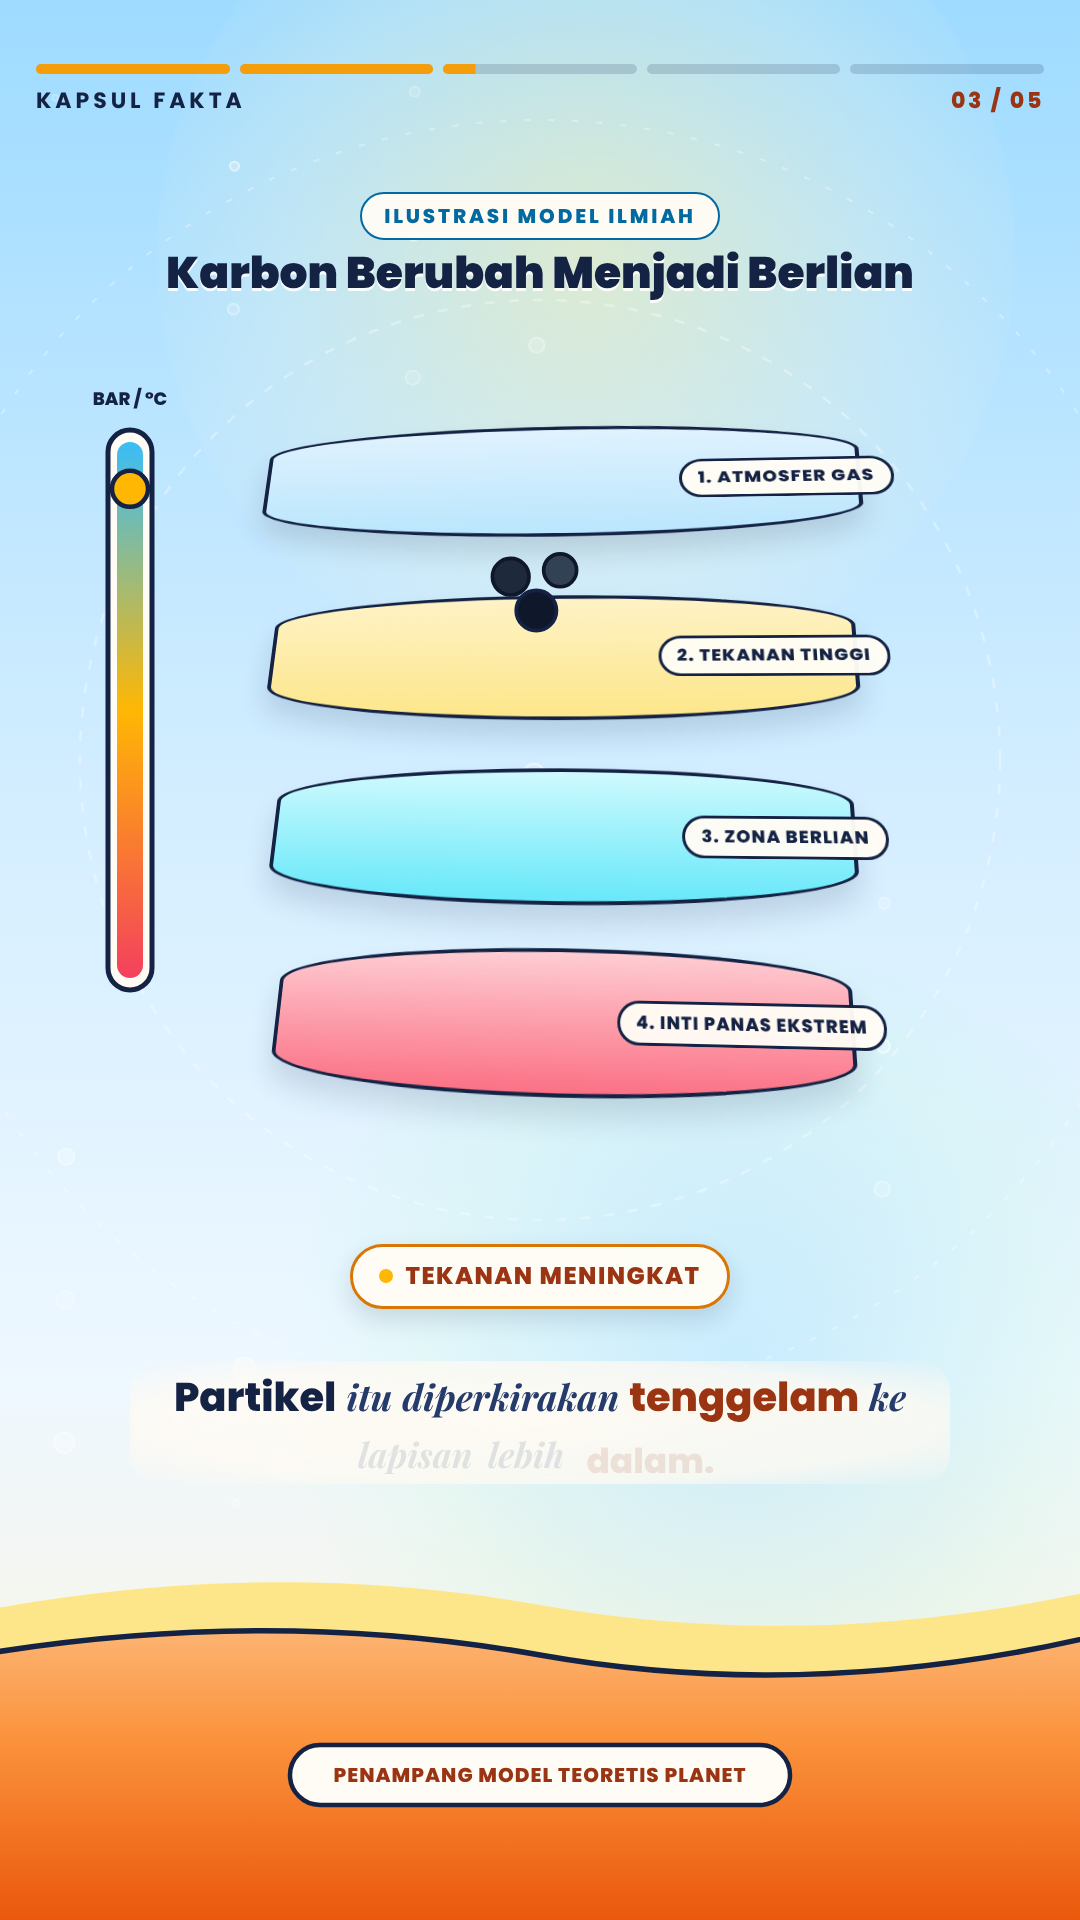 KAPSUL FAKTA
03 / 05
ILUSTRASI MODEL ILMIAH
Karbon Berubah Menjadi Berlian
BAR / °C
1. ATMOSFER GAS
2. TEKANAN TINGGI
3. ZONA BERLIAN
4. INTI PANAS EKSTREM
TEKANAN MENINGKAT
Partikel itu diperkirakan tenggelam ke
lapisan lebih dalam.
PENAMPANG MODEL TEORETIS PLANET